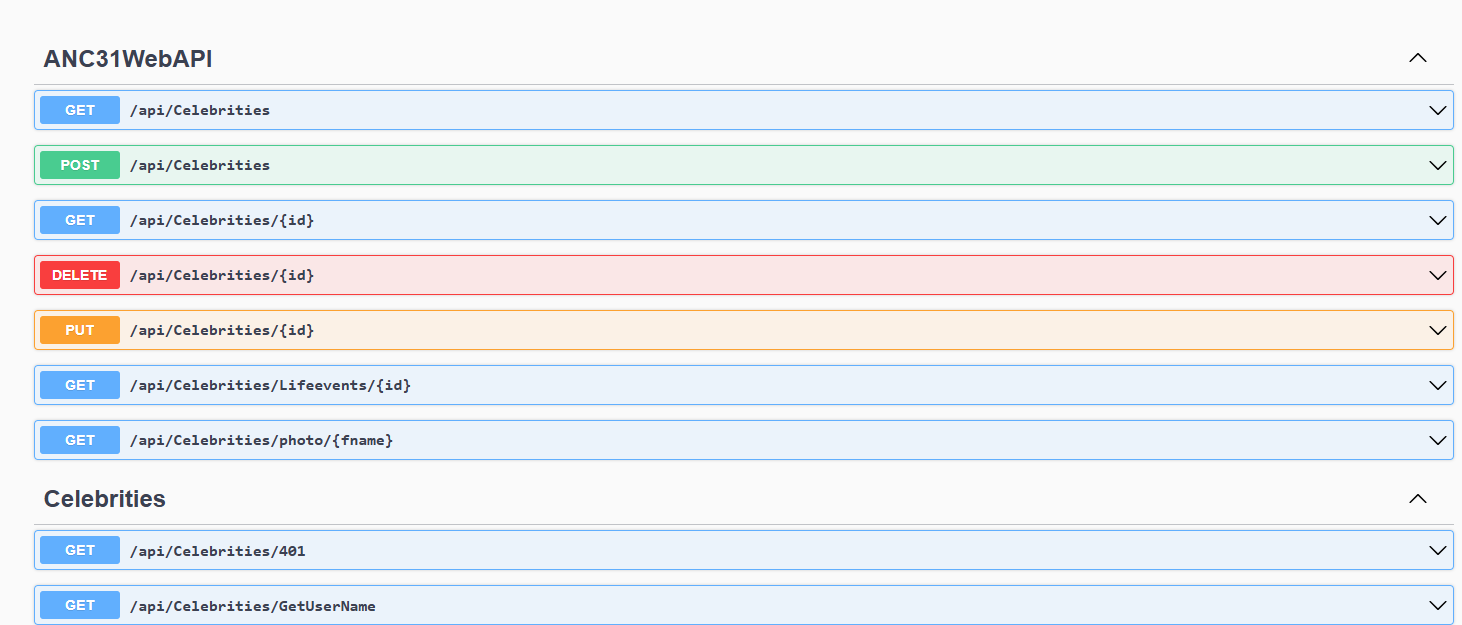 ANC31WebAPI
GET /api/Celebrities
POST /api/Celebrities
GET /api/Celebrities/{id}
DELETE /api/Celebrities/{id}
PUT /api/Celebrities/{id}
GET /api/Celebrities/Lifeevents/{id}
GET /api/Celebrities/photo/{fname}
Celebrities
GET /api/Celebrities/401
GET /api/Celebrities/GetUserName